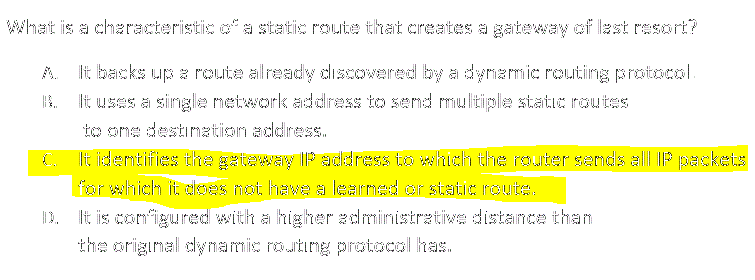 What is a characteristic of a static route that creates a gateway of last resort?
A. It backs up a route already discovered by a dynamic routing protocol.
B. It uses a single network address to send multiple static routes
to one destination address.
C. It identifies the gateway IP address to which the router sends all IP packets
for which it does not have a learned or static route.
D. It is configured with a higher administrative distance than
the original dynamic routing protocol has.